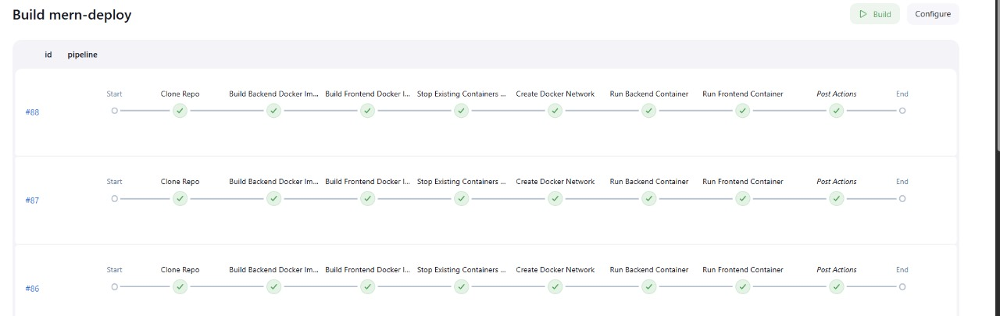 Build mern-deploy
Build
Configure
id pipeline
Start Clone Repo Build Backend Docker Im... Build Frontend Docker I... Stop Existing Containers ... Create Docker Network Run Backend Container Run Frontend Container Post Actions End
#88
Start Clone Repo Build Backend Docker Im... Build Frontend Docker I... Stop Existing Containers ... Create Docker Network Run Backend Container Run Frontend Container Post Actions End
#87
Start Clone Repo Build Backend Docker Im... Build Frontend Docker I... Stop Existing Containers ... Create Docker Network Run Backend Container Run Frontend Container Post Actions End
#86